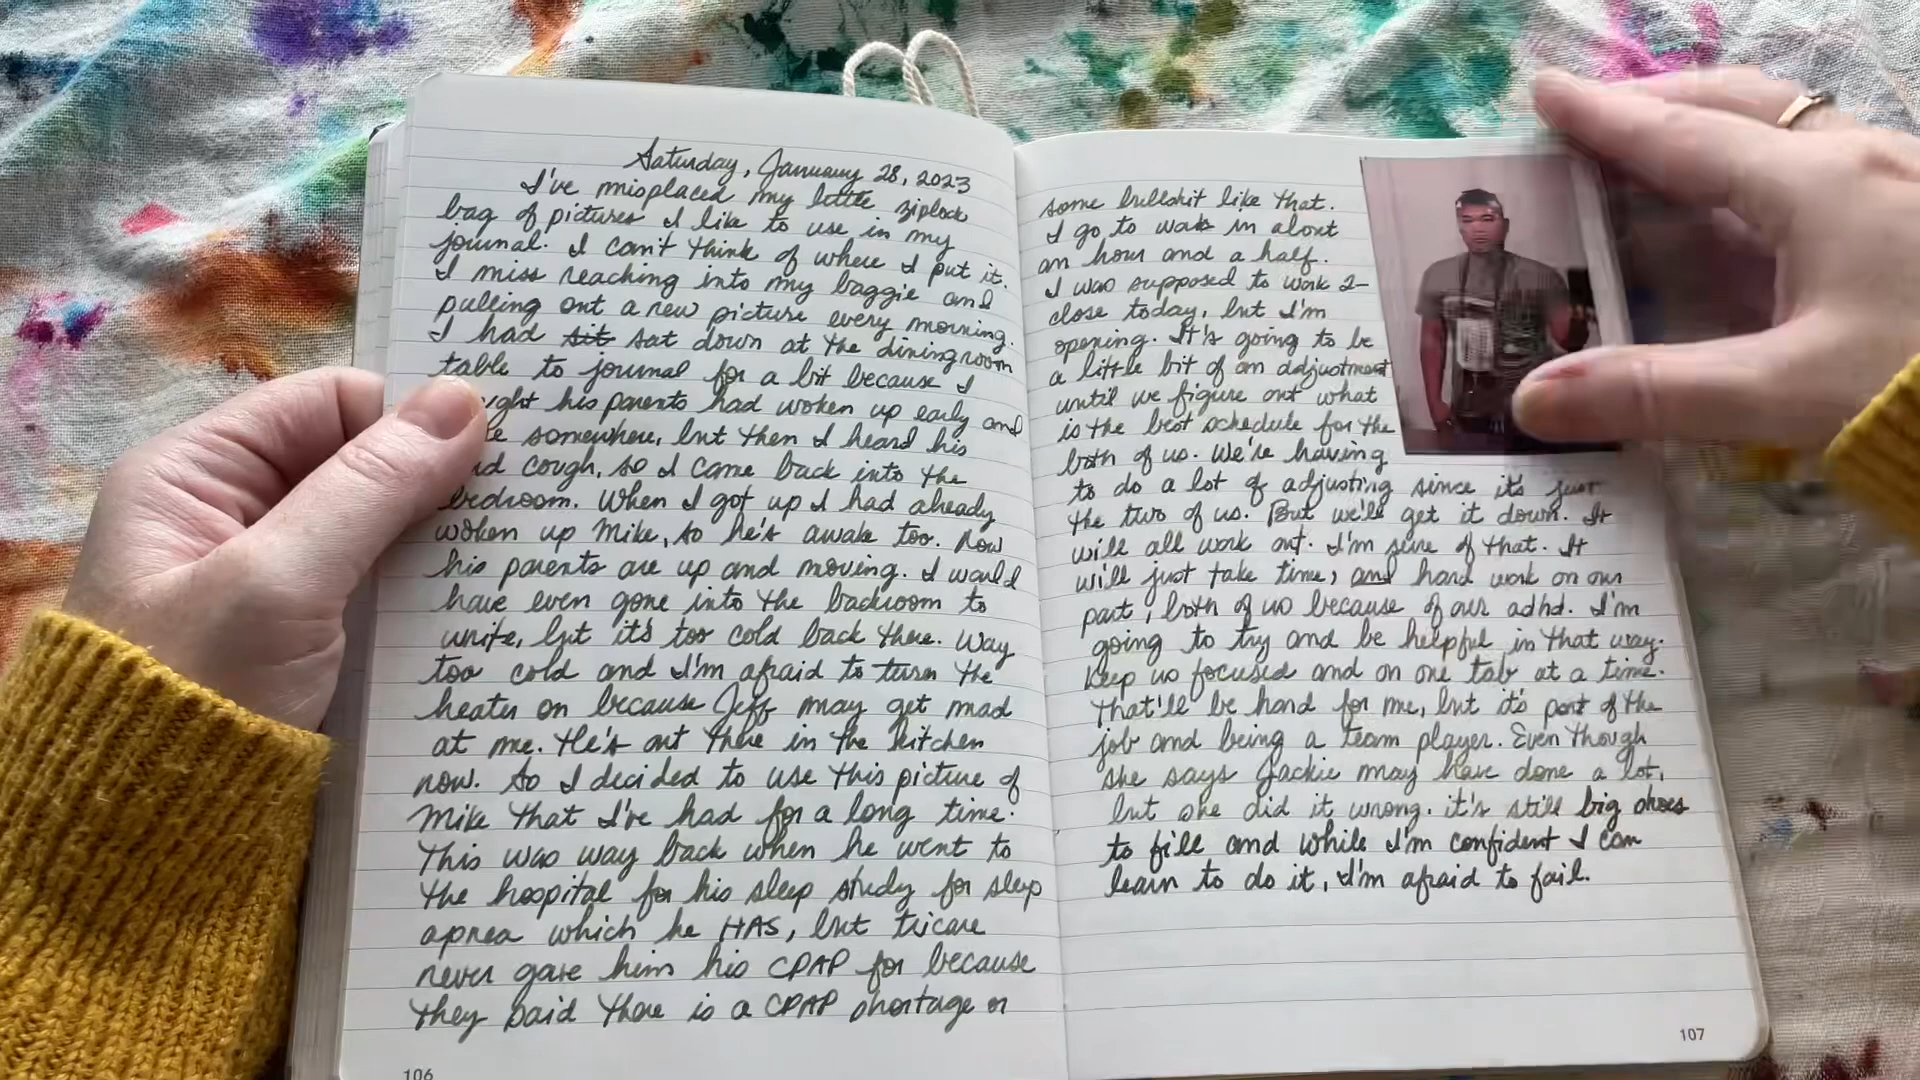 Saturday, January 28, 2023
I've misplaced my little ziplock
bag of pictures I like to use in my
journal. I can't think of where I put it.
I miss reaching into my baggie and
pulling out a new picture every morning.
I had sit sat down at the diningroom
table to journal for a bit because I
his parents had woken up early and
somewhere, but then I heard his
cough, so I came back into the
bedroom. When I got up I had already
woken up Mike, so he's awake too. Now
his parents are up and moving. I would
have even gone into the backroom to
write, but it's too cold back there. Way
too cold and I'm afraid to turn the
heater on because Jeff may get mad
at me. He's out there in the kitchen
now. So I decided to use this picture of
Mike that I've had for a long time.
This was way back when he went to
the hospital for his sleep study for sleep
apnea which he HAS, but tricare
never gave him his CPAP for because
they said there is a CPAP shortage or
106
some bullshit like that.
I go to work in about
an hour and a half.
I was supposed to work 2-
close today, but I'm
opening. It's going to be
a little bit of an adjustment
until we figure out what
is the best schedule for the
both of us. We're having
to do a lot of adjusting since it's just
the two of us. But we'll get it down. It
will all work out. I'm sure of that. It
will just take time, and hard work on our
part, both of us because of our adhd. I'm
going to try and be helpful in that way.
Keep us focused and on one tab at a time.
That'll be hard for me, but it's part of the
job and being a team player. Even though
she says Jackie may have done a lot,
but she did it wrong. it's still big shoes
to fill and while I'm confident I can
learn to do it, I'm afraid to fail.
107